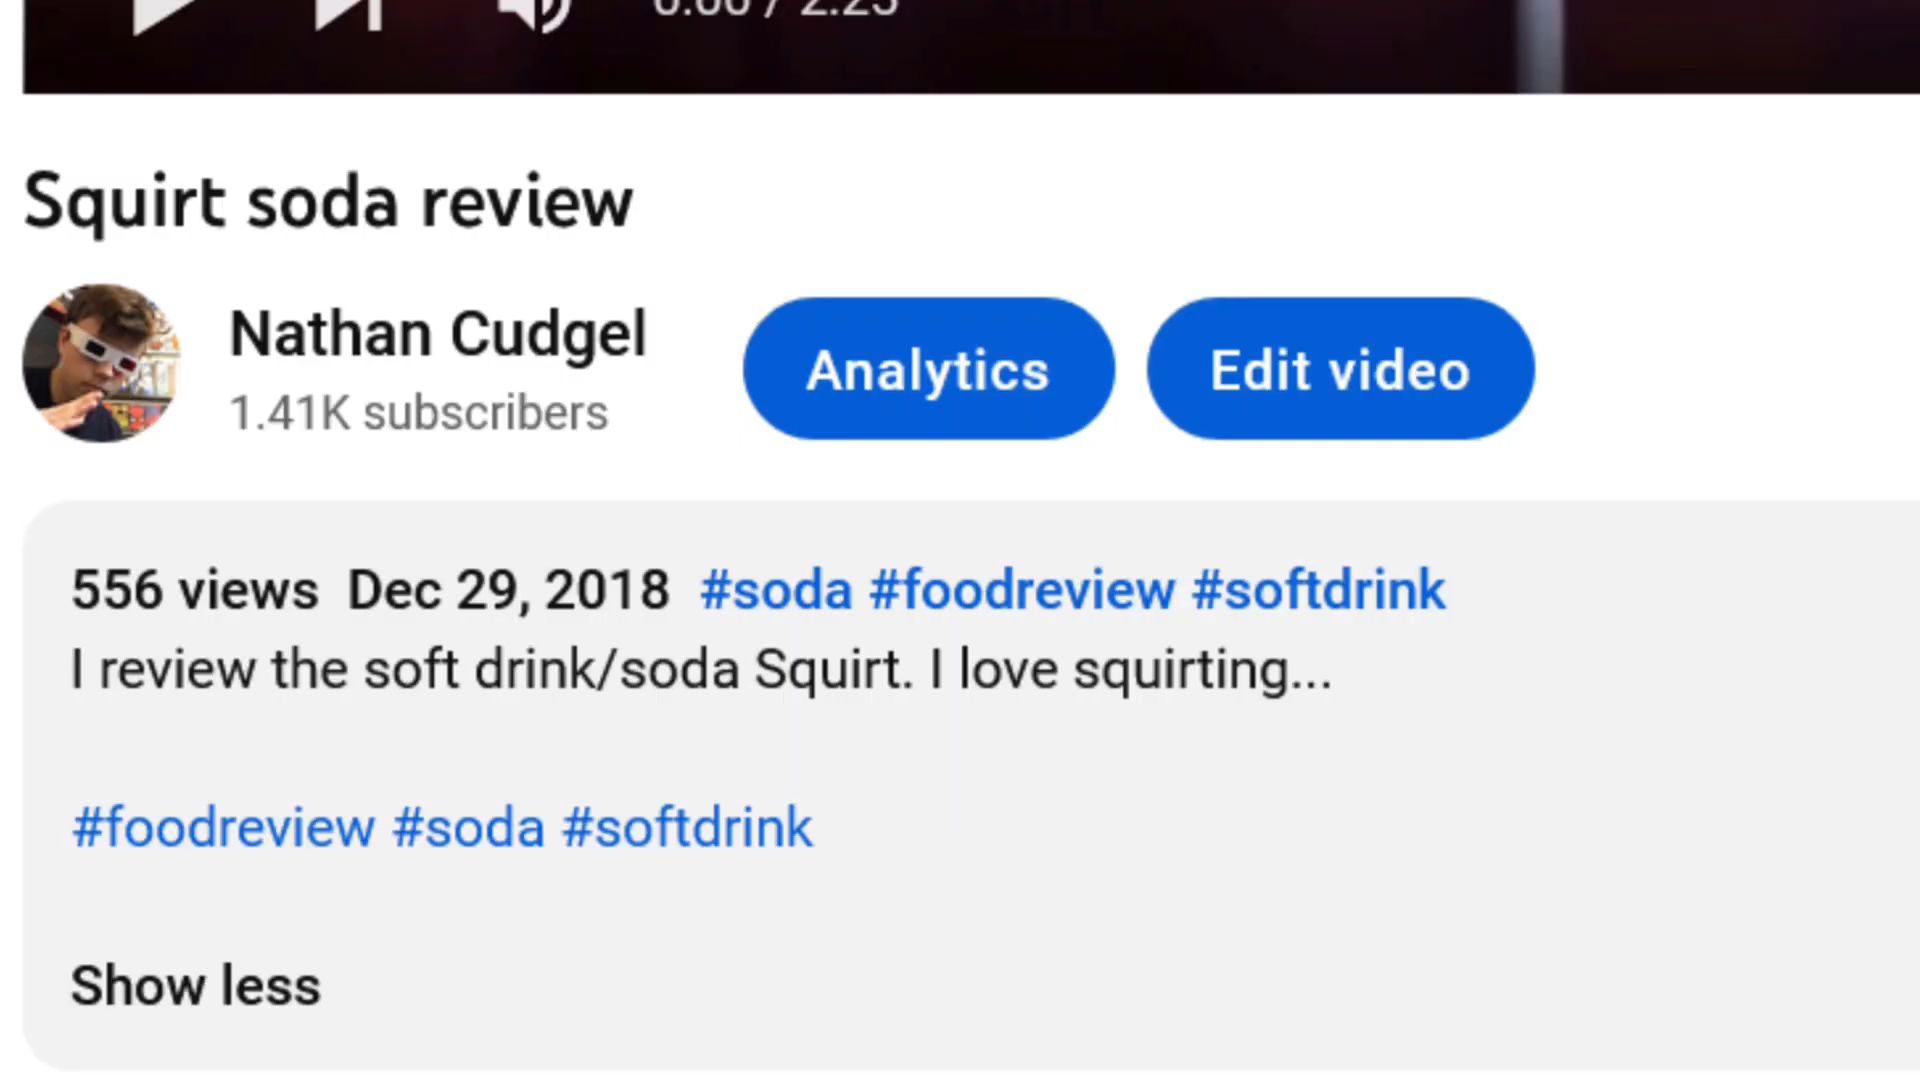 Squirt soda review
Nathan Cudgel
1.41K subscribers
Analytics
Edit video
556 views Dec 29, 2018 #soda #foodreview #softdrink
I review the soft drink/soda Squirt. I love squirting...
#foodreview #soda #softdrink
Show less